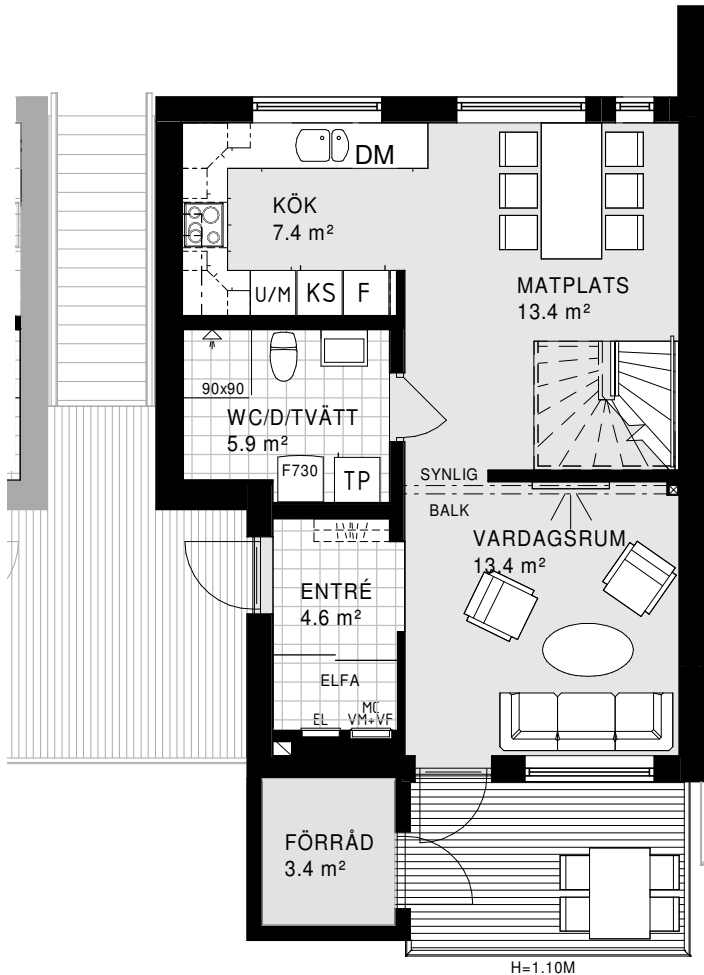 DM
KÖK
7.4 m²
U/M
KS
F
MATPLATS
13.4 m²
90x90
WC/D/TVÄTT
5.9 m²
F730
TP
SYNLIG
BALK
VARDAGSRUM
13.4 m²
ENTRÉ
4.6 m²
ELFA
EL
MC
VM+VF
FÖRRÅD
3.4 m²
H=1.10M